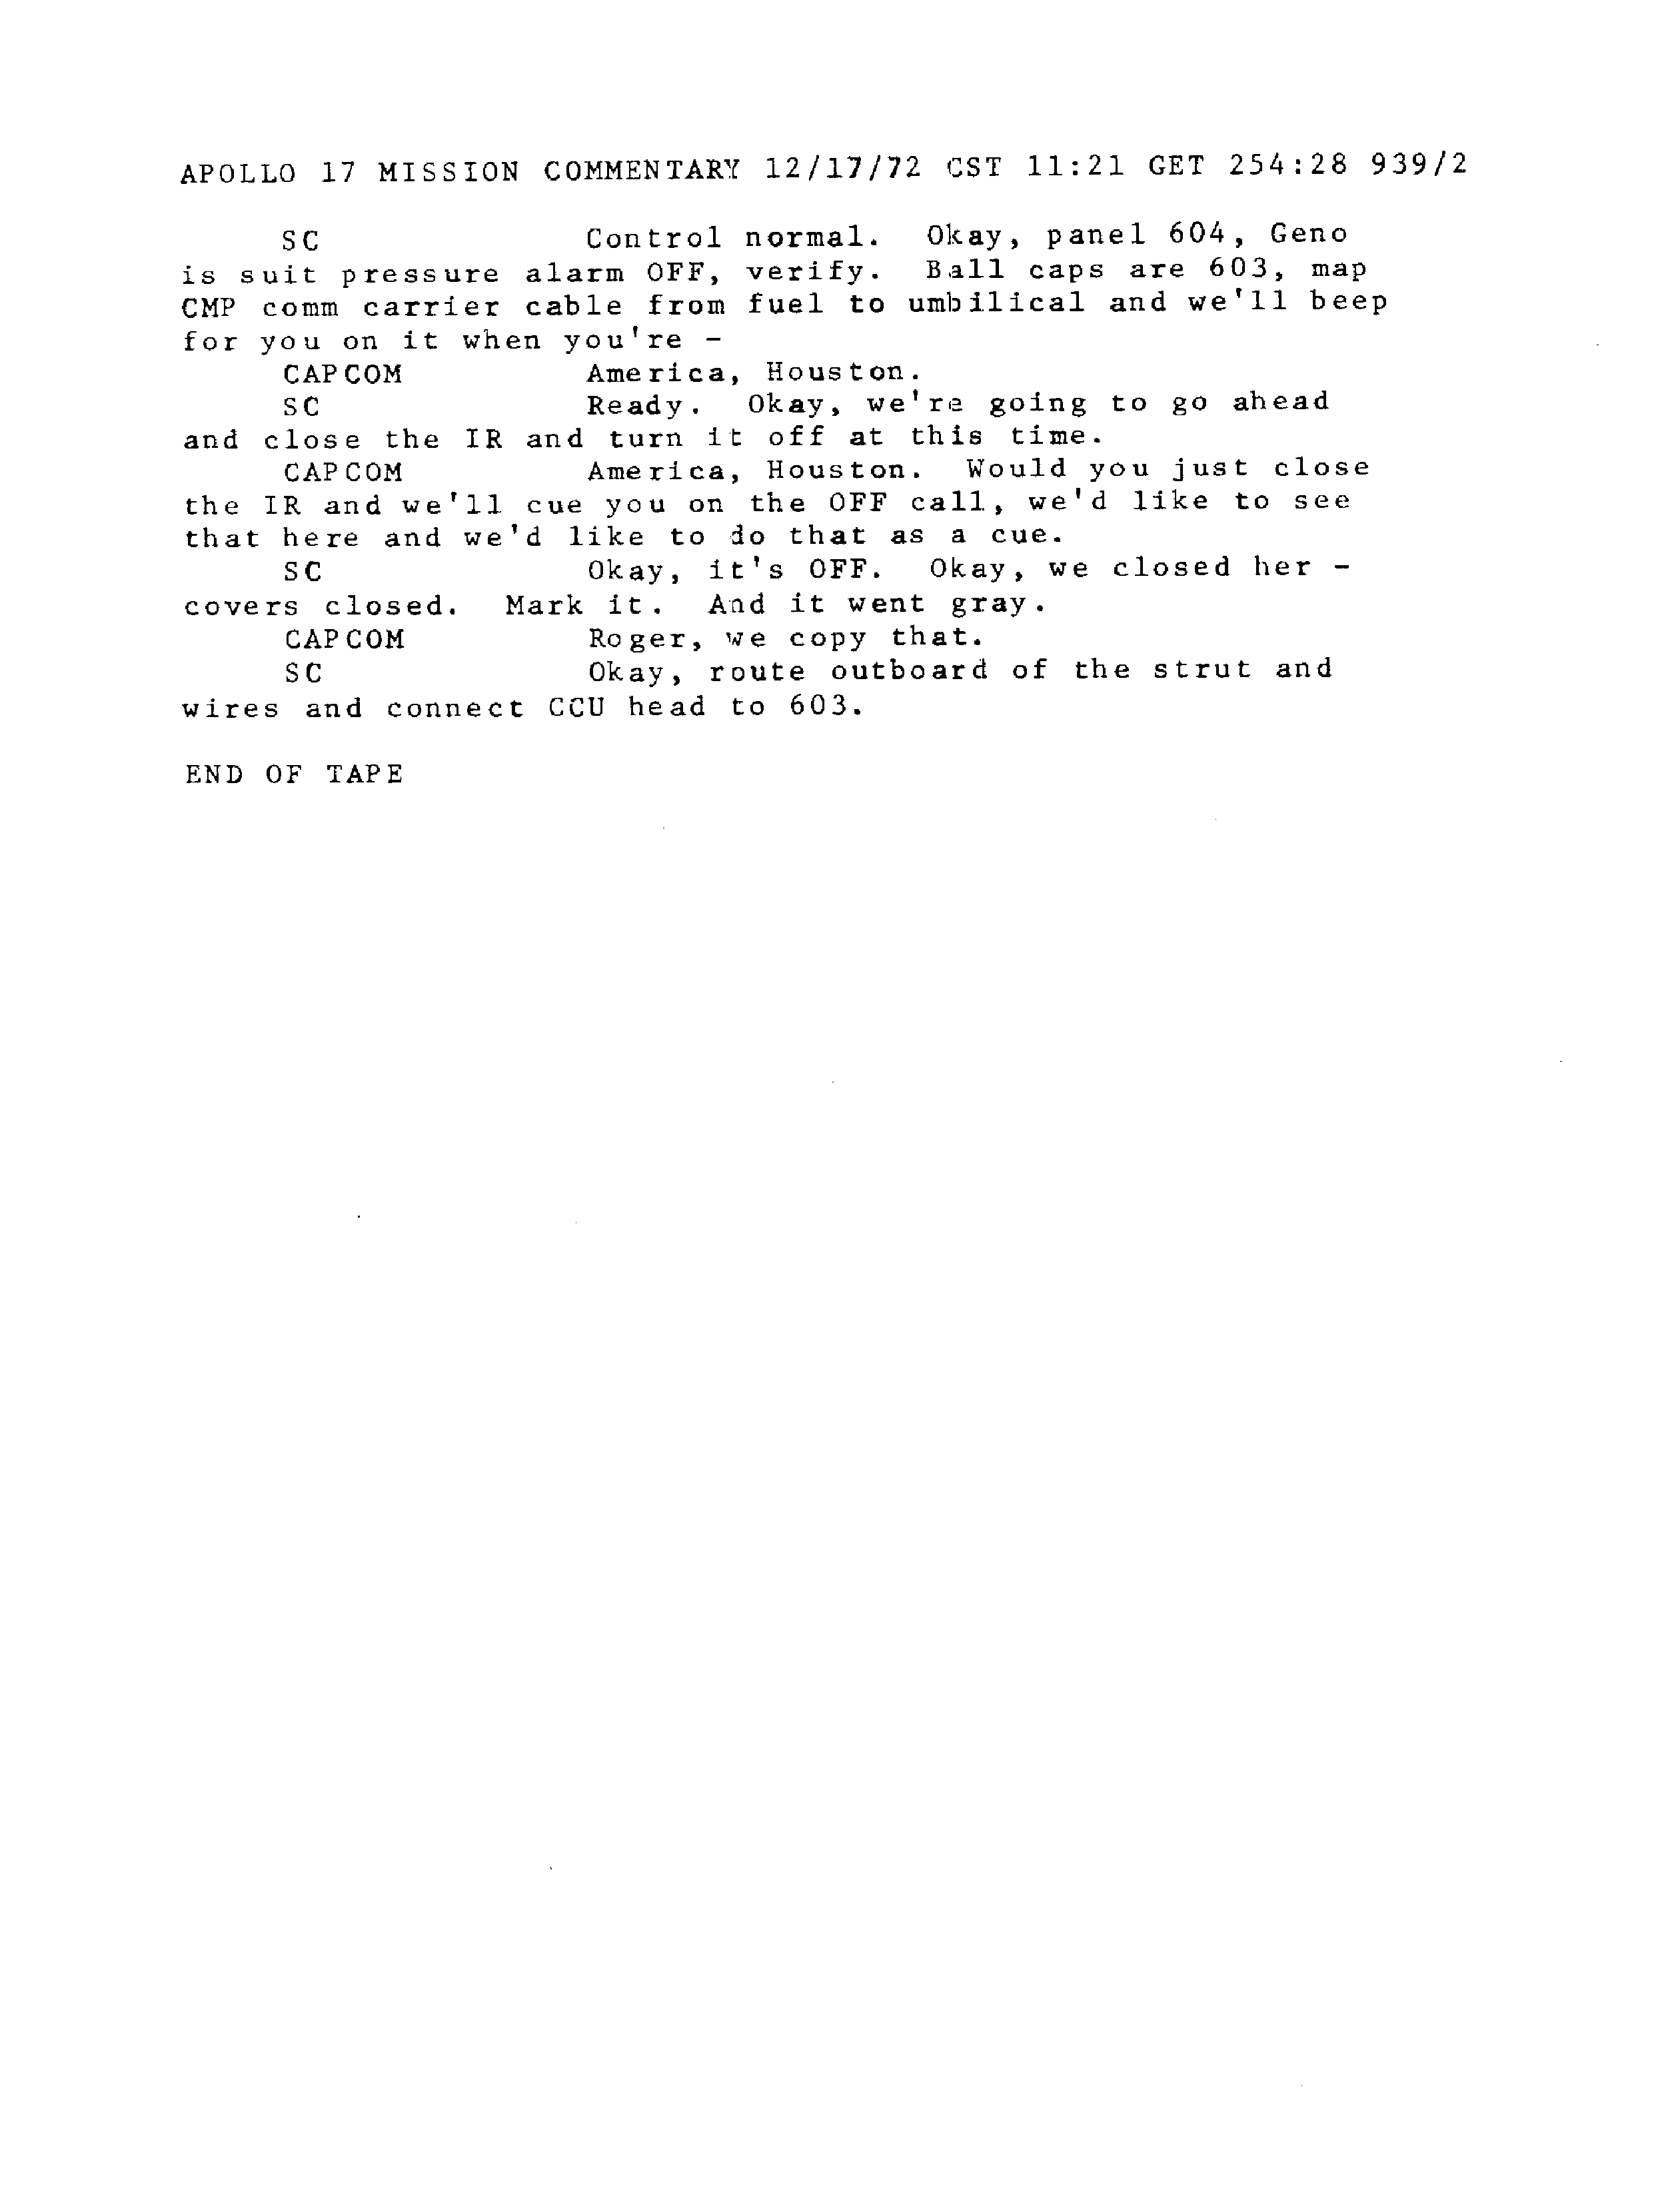 APOLLO 17 MISSION COMMENTARY 12/17/72 CST 11:21 GET 254:28 939/2
SC Control normal. Okay, panel 604, Geno
is suit pressure alarm OFF, verify. Ball caps are 603, map
CMP comm carrier cable from fuel to umbilical and we'll beep
for you on it when you're -
CAPCOM America, Houston.
SC Ready. Okay, we're going to go ahead
and close the IR and turn it off at this time.
CAPCOM America, Houston. Would you just close
the IR and we'll cue you on the OFF call, we'd like to see
that here and we'd like to do that as a cue.
SC Okay, it's OFF. Okay, we closed her -
covers closed. Mark it. And it went gray.
CAPCOM Roger, we copy that.
SC Okay, route outboard of the strut and
wires and connect CCU head to 603.
END OF TAPE